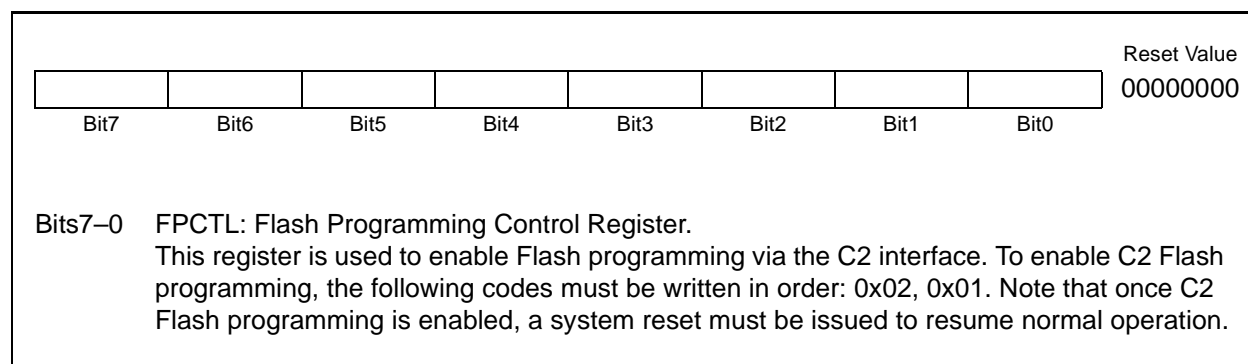 Reset Value
00000000
Bit7 Bit6 Bit5 Bit4 Bit3 Bit2 Bit1 Bit0
Bits7–0 FPCTL: Flash Programming Control Register.
This register is used to enable Flash programming via the C2 interface. To enable C2 Flash
programming, the following codes must be written in order: 0x02, 0x01. Note that once C2
Flash programming is enabled, a system reset must be issued to resume normal operation.